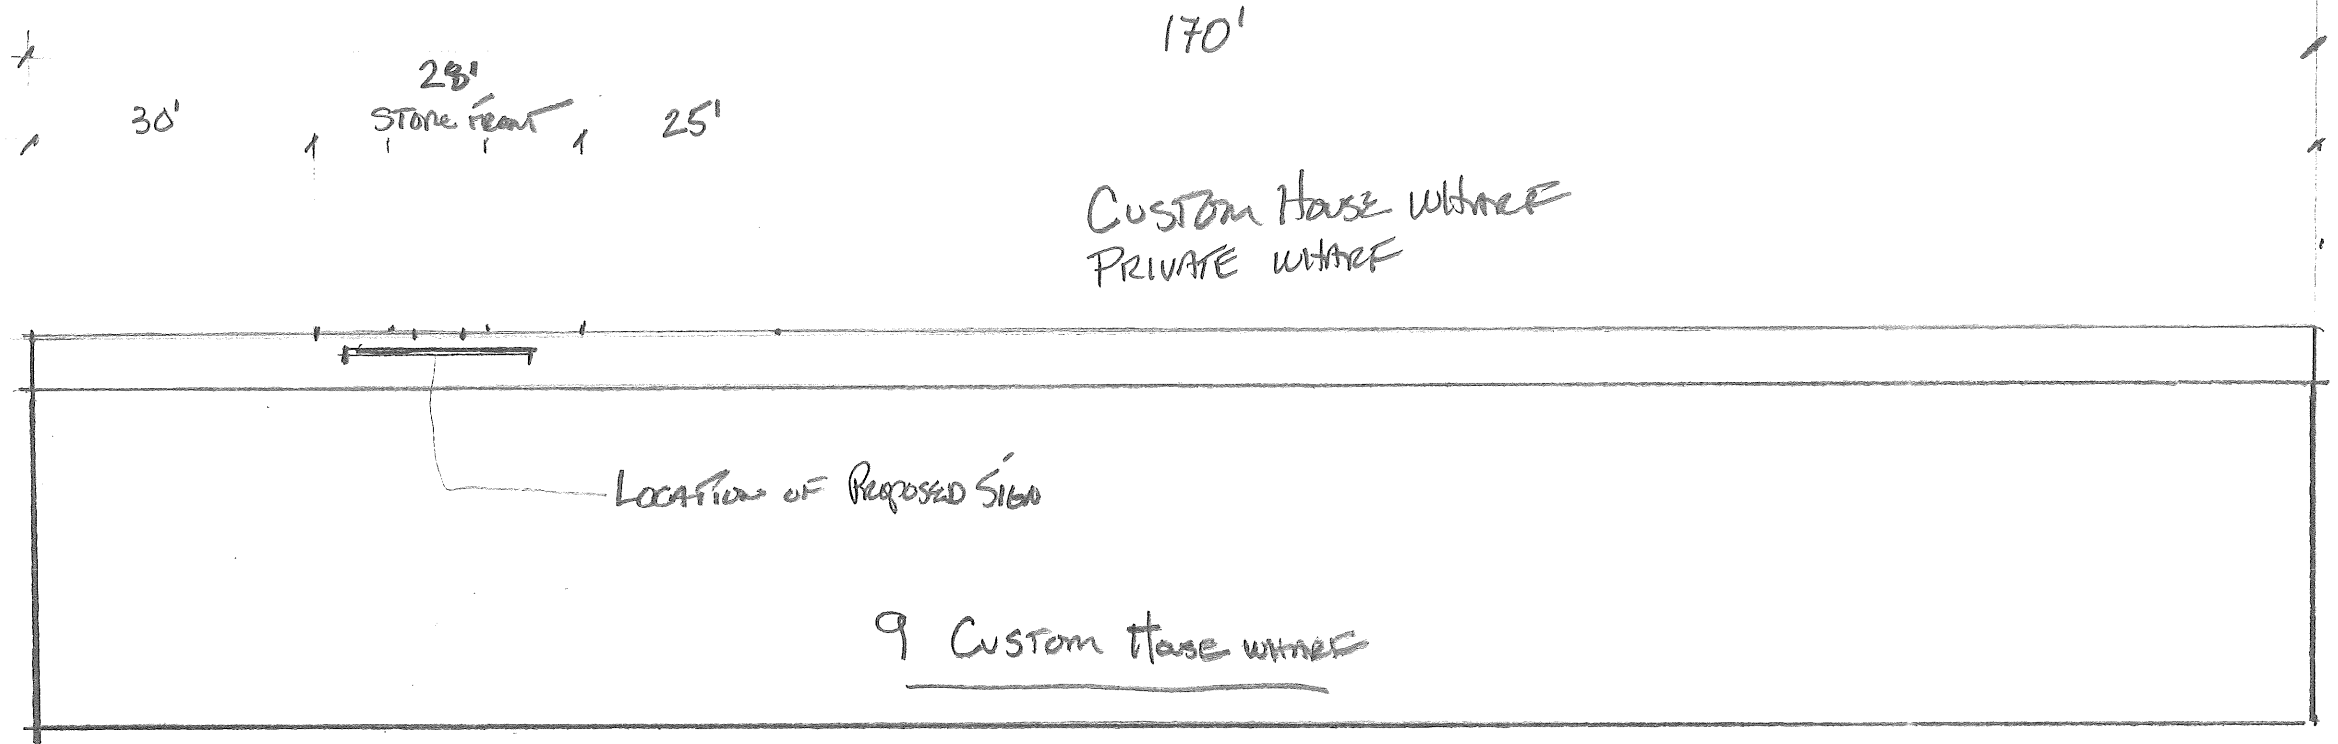 170'
28'
30' STORE FRONT 25'
CUSTOM HOUSE WHARF
PRIVATE WHARF
LOCATION OF PROPOSED SIGN
9 CUSTOM HOUSE WHARF